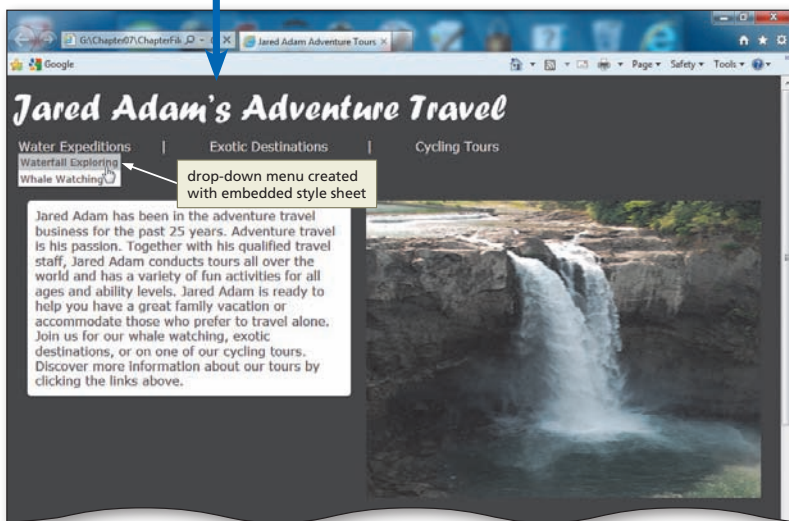 G:\Chapter07\ChapterFil
Jared Adam Adventure Tours
Google
Page Safety Tools
Jared Adam's Adventure Travel
Water Expeditions | Exotic Destinations | Cycling Tours
Waterfall Exploring
Whale Watching
drop-down menu created
with embedded style sheet
Jared Adam has been in the adventure travel
business for the past 25 years. Adventure travel
is his passion. Together with his qualified travel
staff, Jared Adam conducts tours all over the
world and has a variety of fun activities for all
ages and ability levels. Jared Adam is ready to
help you have a great family vacation or
accommodate those who prefer to travel alone.
Join us for our whale watching, exotic
destinations, or on one of our cycling tours.
Discover more information about our tours by
clicking the links above.